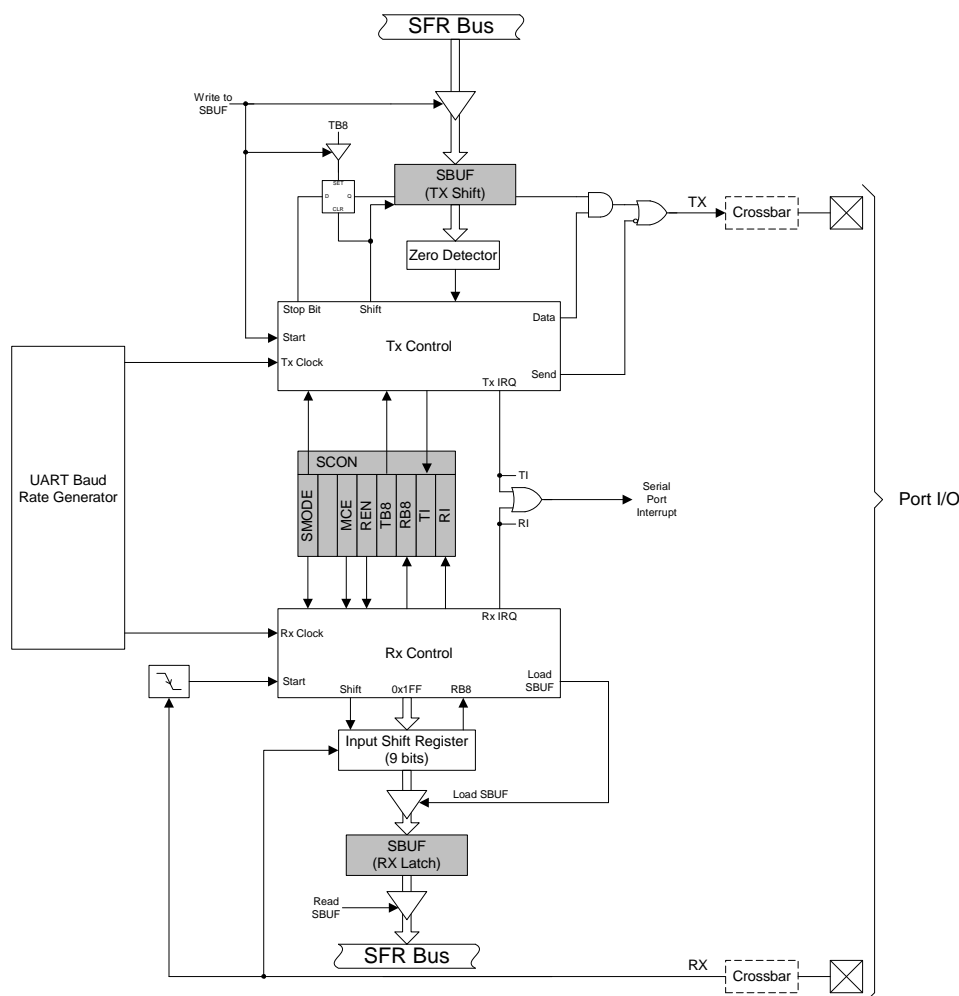 SFR Bus
Write to
SBUF
TB8
SET
D
Q
CLR
SBUF
(TX Shift)
TX
Crossbar
Zero Detector
Stop Bit
Shift
Data
Start
Tx Control
Tx Clock
Send
Tx IRQ
UART Baud
Rate Generator
SCON
SMODE
MCE
REN
TB8
RB8
TI
RI
TI
Serial
Port
Interrupt
RI
Port I/O
Rx IRQ
Rx Clock
Rx Control
Start
Load
SBUF
Shift
0x1FF
RB8
Input Shift Register
(9 bits)
Load SBUF
SBUF
(RX Latch)
Read
SBUF
SFR Bus
RX
Crossbar